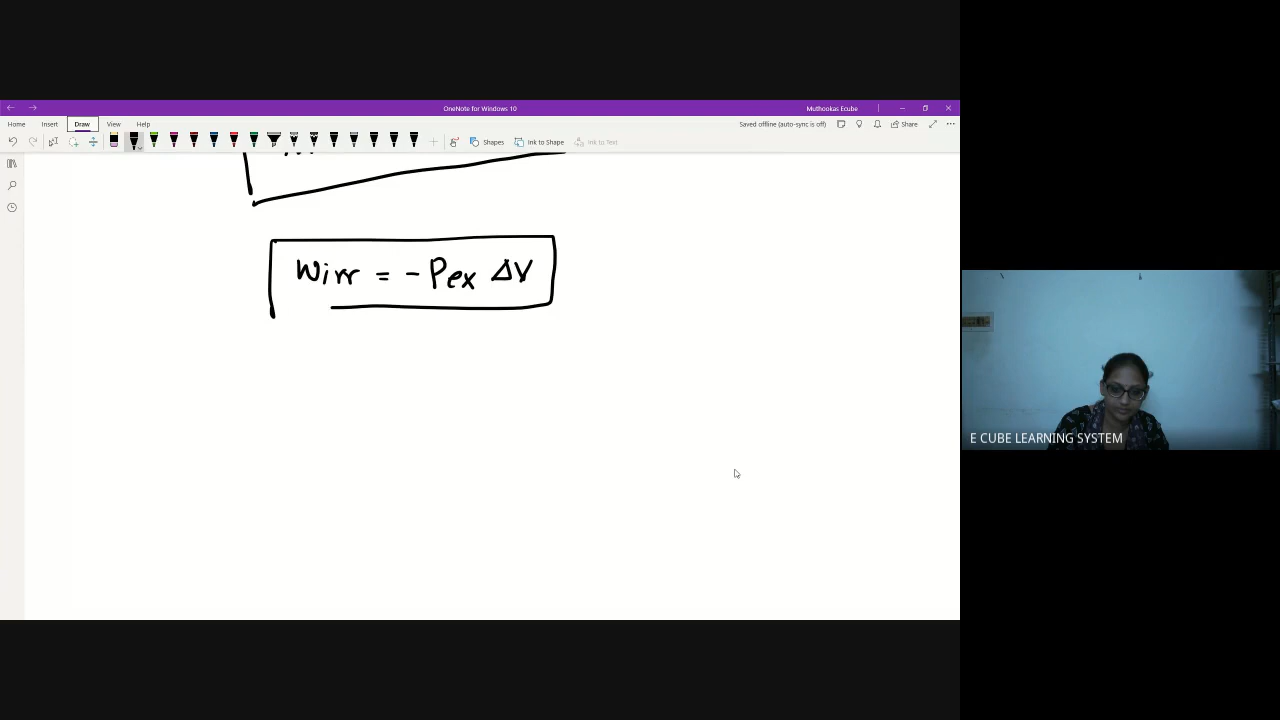 OneNote for Windows 10
Muthookas Ecube
Home Insert Draw View Help
Saved offline (auto-sync is off)
Share
Shapes
Ink to Shape
Ink to Text
Wirr = - Pex ΔV
E CUBE LEARNING SYSTEM